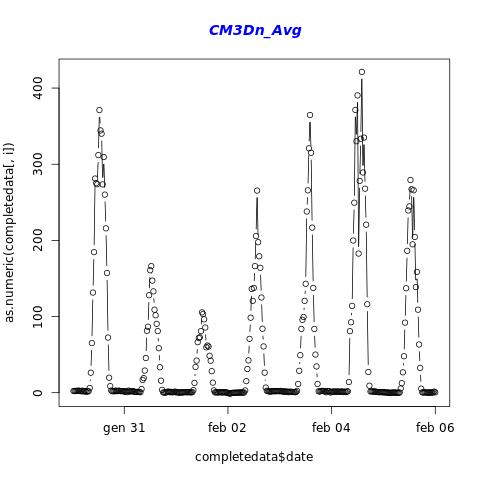 CM3Dn_Avg
as.numeric(completedata[, i])
400
300
200
100
0
gen 31
feb 02
feb 04
feb 06
completedata$date